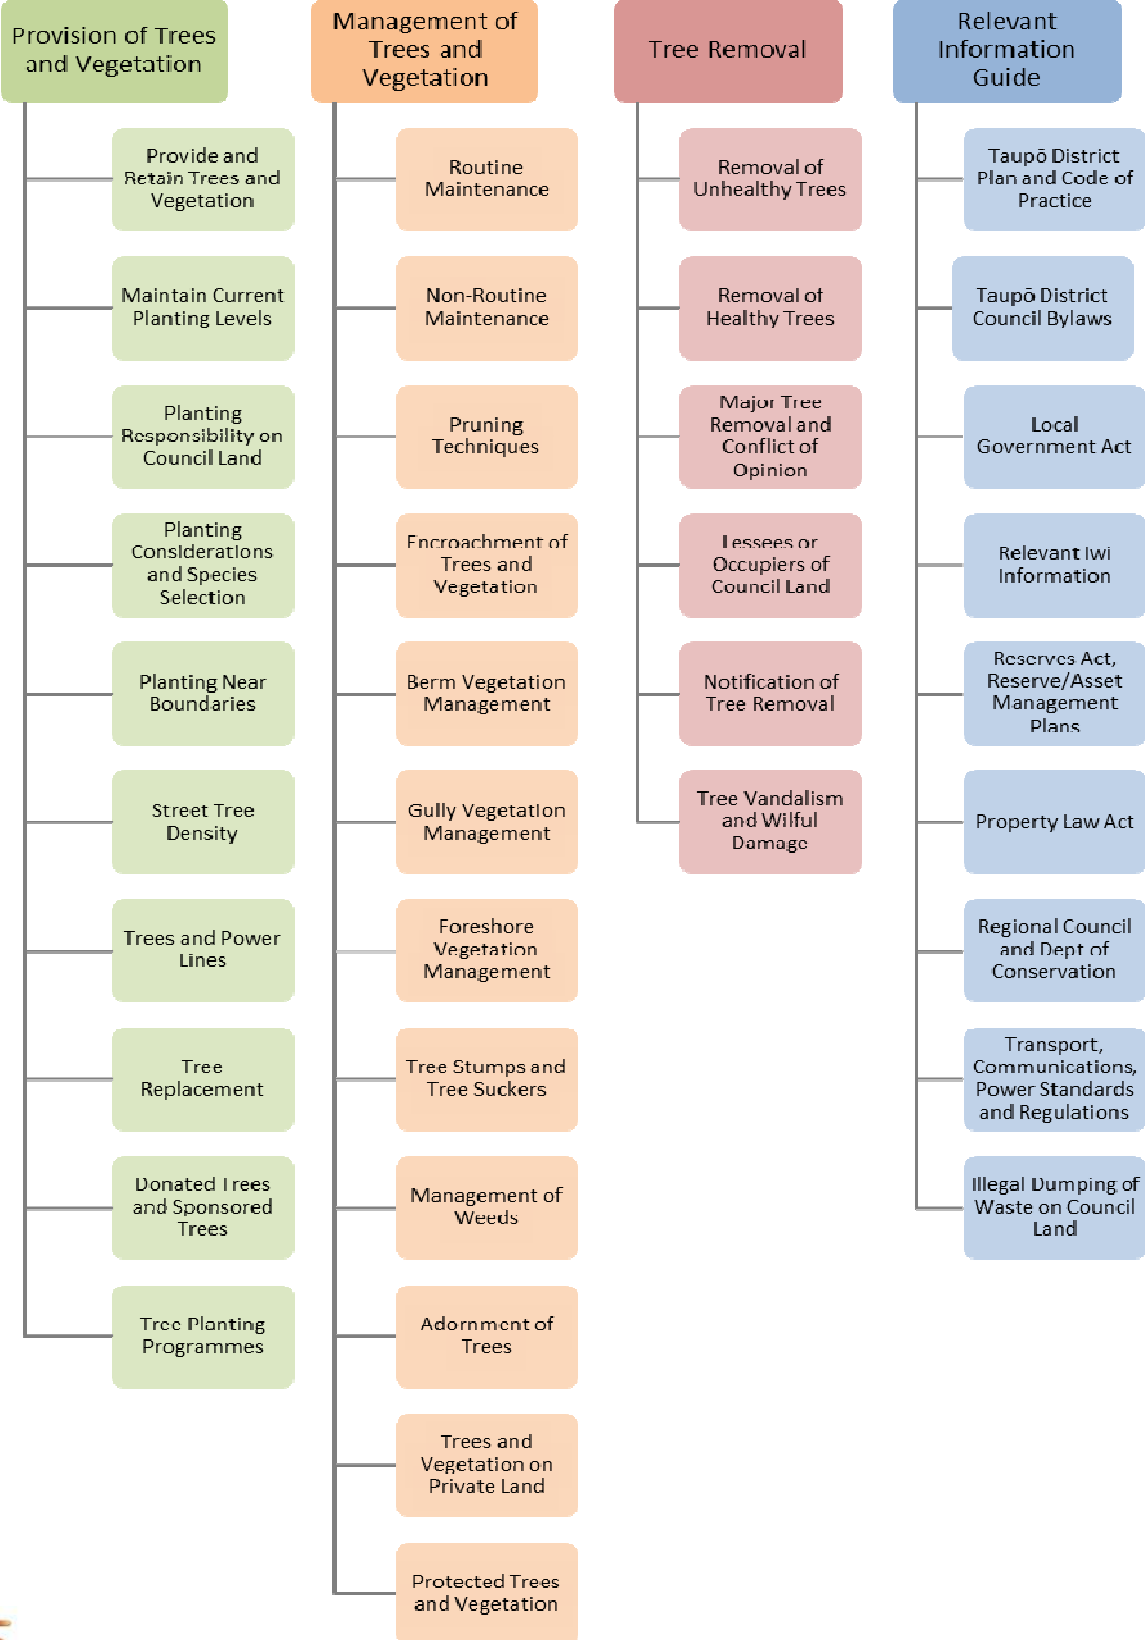 Provision of Trees
and Vegetation
Provide and
Retain Trees and
Vegetation
Maintain Current
Planting Levels
Planting
Responsibility on
Council Land
Planting
Considerations
and Species
Selection
Planting Near
Boundaries
Street Tree
Density
Trees and Power
Lines
Tree
Replacement
Donated Trees
and Sponsored
Trees
Tree Planting
Programmes
Management of
Trees and
Vegetation
Routine
Maintenance
Non-Routine
Maintenance
Pruning
Techniques
Encroachment of
Trees and
Vegetation
Berm Vegetation
Management
Gully Vegetation
Management
Foreshore
Vegetation
Management
Tree Stumps and
Tree Suckers
Management of
Weeds
Adornment of
Trees
Trees and
Vegetation on
Private Land
Protected Trees
and Vegetation
Tree Removal
Removal of
Unhealthy Trees
Removal of
Healthy Trees
Major Tree
Removal and
Conflict of
Opinion
Lessees or
Occupiers of
Council Land
Notification of
Tree Removal
Tree Vandalism
and Wilful
Damage
Relevant
Information
Guide
Taupō District
Plan and Code of
Practice
Taupō District
Council Bylaws
Local
Government Act
Relevant Iwi
Information
Reserves Act,
Reserve/Asset
Management
Plans
Property Law Act
Regional Council
and Dept of
Conservation
Transport,
Communications,
Power Standards
and Regulations
Illegal Dumping of
Waste on Council
Land